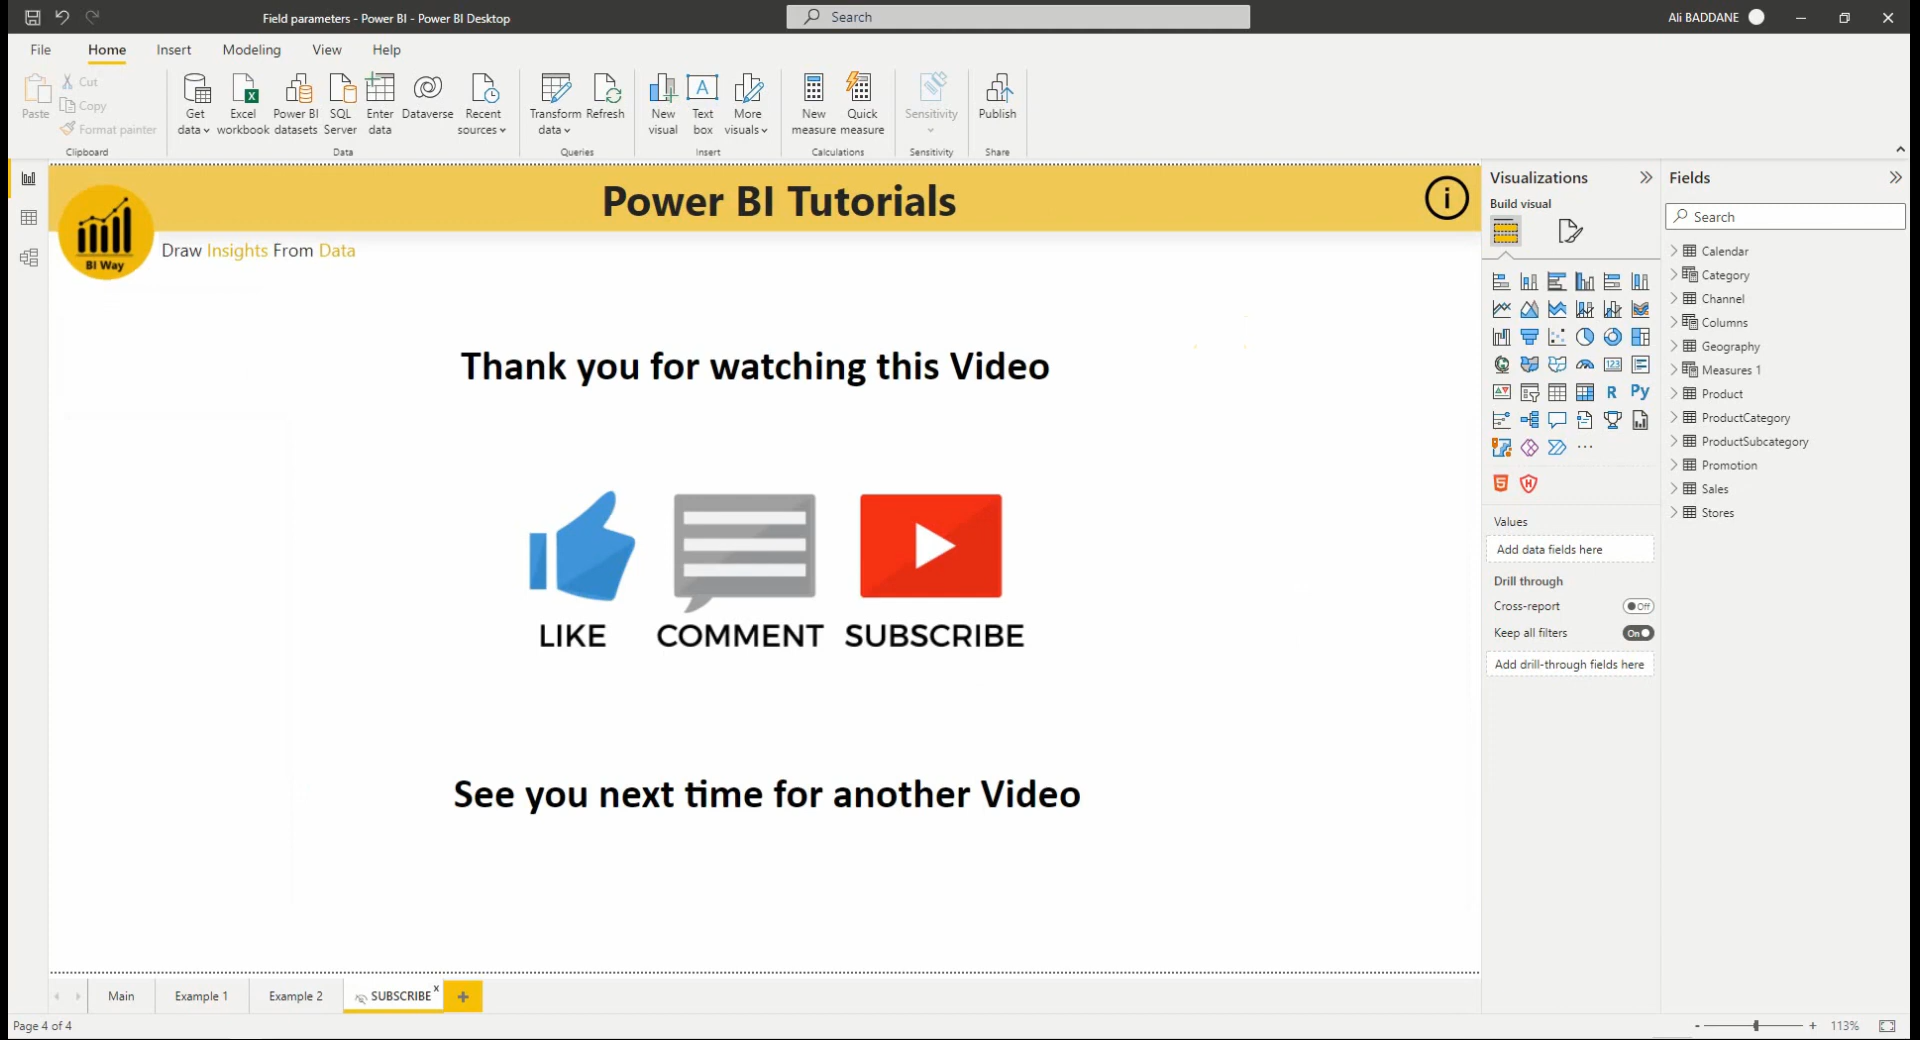 Field parameters - Power BI - Power BI Desktop
Search
Ali BADDANE
File Home Insert Modeling View Help
Paste
Cut
Copy
Format painter
Clipboard
Get data
Excel workbook
Power BI datasets
SQL Server
Enter data
Dataverse
Recent sources
Data
Transform data
Refresh
Queries
New visual
Text box
More visuals
Insert
New measure
Quick measure
Calculations
Sensitivity
Sensitivity
Publish
Share
Power BI Tutorials
BI Way
Draw Insights From Data
Thank you for watching this Video
LIKE COMMENT SUBSCRIBE
See you next time for another Video
Visualizations
Build visual
123
R
Py
Values
Add data fields here
Drill through
Cross-report
Off
Keep all filters
On
Add drill-through fields here
Fields
Search
Calendar
Category
Channel
Columns
Geography
Measures 1
Product
ProductCategory
ProductSubcategory
Promotion
Sales
Stores
Main
Example 1
Example 2
SUBSCRIBE
Page 4 of 4
- + 113%